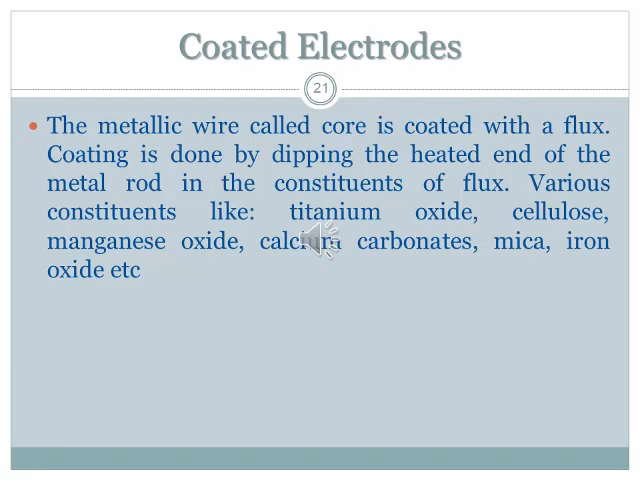 Coated Electrodes
21
• The metallic wire called core is coated with a flux.
Coating is done by dipping the heated end of the
metal rod in the constituents of flux. Various
constituents like: titanium oxide, cellulose,
manganese oxide, calcium carbonates, mica, iron
oxide etc